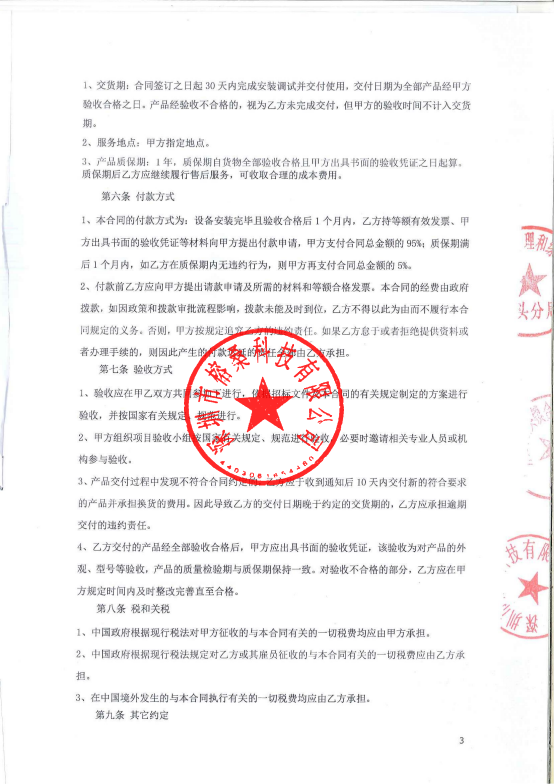 1、交货期：合同签订之日起 30 天内完成安装调试并交付使用，交付日期为全部产品经甲方
验收合格之日。产品经验收不合格的，视为乙方未完成交付，但甲方的验收时间不计入交货
期。
2、服务地点：甲方指定地点。
3、产品质保期：1 年，质保期自货物全部验收合格且甲方出具书面的验收凭证之日起算。
质保期后乙方应继续履行售后服务，可收取合理的成本费用。
第六条 付款方式
1、本合同的付款方式为：设备安装完毕且验收合格后 1 个月内，乙方持等额有效发票、甲
方出具书面的验收凭证等材料向甲方提出付款申请，甲方支付合同总金额的 95%；质保期满
后 1 个月内，如乙方在质保期内无违约行为，则甲方再支付合同总金额的 5%。
2、付款前乙方应向甲方提出请款申请及所需的材料和等额合格发票。本合同的经费由政府
拨款，如因政策和拨款审批流程影响，拨款未能及时到位，乙方不得以此为由而不履行本合
同规定的义务。否则，甲方按规定追究乙方的违约责任。如果乙方怠于或者拒绝提供资料或
者办理手续的，则因此产生的付款延迟的责任全部由乙方承担。
第七条 验收方式
1、验收应在甲乙双方共同参加下进行，依据招标文件及本合同的有关规定制定的方案进行
验收，并按国家有关规定、规范进行。
2、甲方组织项目验收小组按国家有关规定、规范进行验收，必要时邀请相关专业人员或机
构参与验收。
3、产品交付过程中发现不符合合同约定的，乙方应于收到通知后 10 天内交付新的符合要求
的产品并承担换货的费用。因此导致乙方的交付日期晚于约定的交货期的，乙方应承担逾期
交付的违约责任。
4、乙方交付的产品经全部验收合格后，甲方应出具书面的验收凭证，该验收为对产品的外
观、型号等验收，产品的质量检验期与质保期保持一致。对验收不合格的部分，乙方应在甲
方规定时间内及时整改完善直至合格。
第八条 税和关税
1、中国政府根据现行税法对甲方征收的与本合同有关的一切税费均应由甲方承担。
2、中国政府根据现行税法规定对乙方或其雇员征收的与本合同有关的一切税费应由乙方承
担。
3、在中国境外发生的与本合同执行有关的一切税费均应由乙方承担。
第九条 其它约定
3
深圳市榕桑科技有限公司
理和
头分局
技有限
深圳